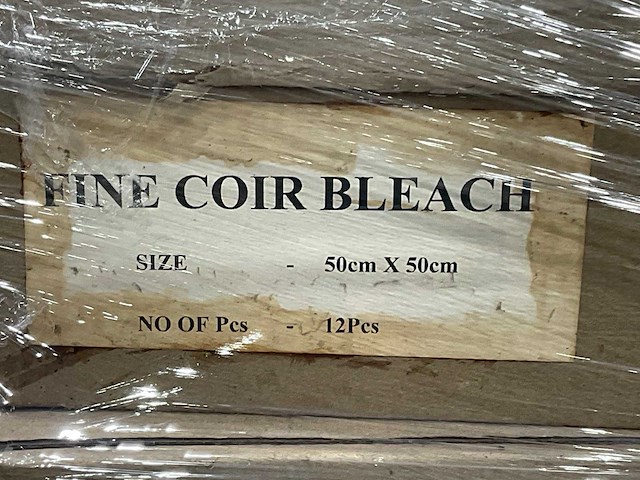 FINE COIR BLEACH
SIZE - 50cm X 50cm
NO OF Pcs - 12Pcs